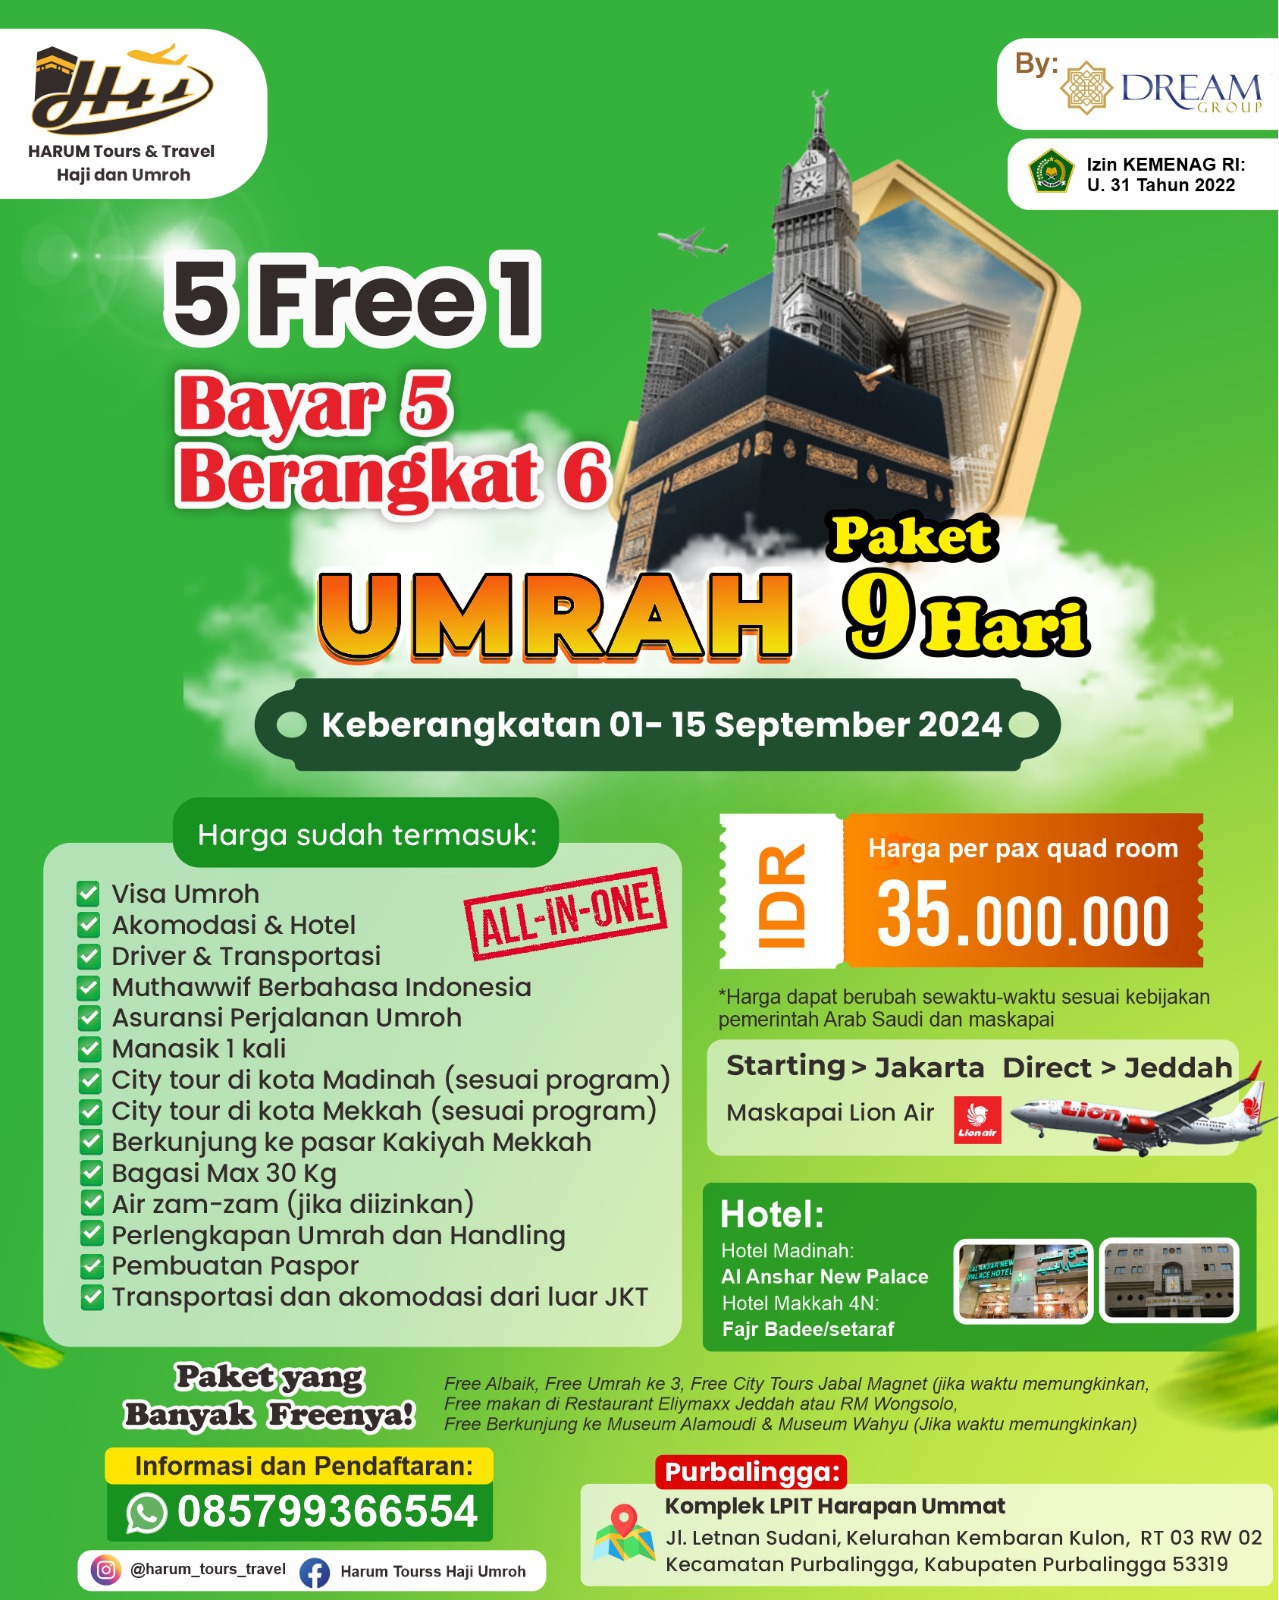 HARUM Tours & Travel
Haji dan Umroh
By:
DREAM
GROUP
Izin KEMENAG RI:
U. 31 Tahun 2022
5 Free 1
Bayar 5
Berangkat 6
UMRAH
Paket
9 Hari
Keberangkatan 01- 15 September 2024
Harga sudah termasuk:
ALL-IN-ONE
Visa Umroh
Akomodasi & Hotel
Driver & Transportasi
Muthawwif Berbahasa Indonesia
Asuransi Perjalanan Umroh
Manasik 1 kali
City tour di kota Madinah (sesuai program)
City tour di kota Mekkah (sesuai program)
Berkunjung ke pasar Kakiyah Mekkah
Bagasi Max 30 Kg
Air zam-zam (jika diizinkan)
Perlengkapan Umrah dan Handling
Pembuatan Paspor
Transportasi dan akomodasi dari luar JKT
IDR
Harga per pax quad room
35.000.000
*Harga dapat berubah sewaktu-waktu sesuai kebijakan
pemerintah Arab Saudi dan maskapai
Starting > Jakarta Direct > Jeddah
Maskapai Lion Air
Lion air
Lion
Hotel:
Hotel Madinah:
Al Anshar New Palace
Hotel Makkah 4N:
Fajr Badee/setaraf
AL ANSAR NEW
PALACE HOTEL
Paket yang
Banyak Freenya!
Free Albaik, Free Umrah ke 3, Free City Tours Jabal Magnet (jika waktu memungkinkan,
Free makan di Restaurant Eliymaxx Jeddah atau RM Wongsolo,
Free Berkunjung ke Museum Alamoudi & Museum Wahyu (Jika waktu memungkinkan)
Informasi dan Pendaftaran:
085799366554
@harum_tours_travel
Harum Tourss Haji Umroh
Purbalingga:
Komplek LPIT Harapan Ummat
Jl. Letnan Sudani, Kelurahan Kembaran Kulon, RT 03 RW 02
Kecamatan Purbalingga, Kabupaten Purbalingga 53319